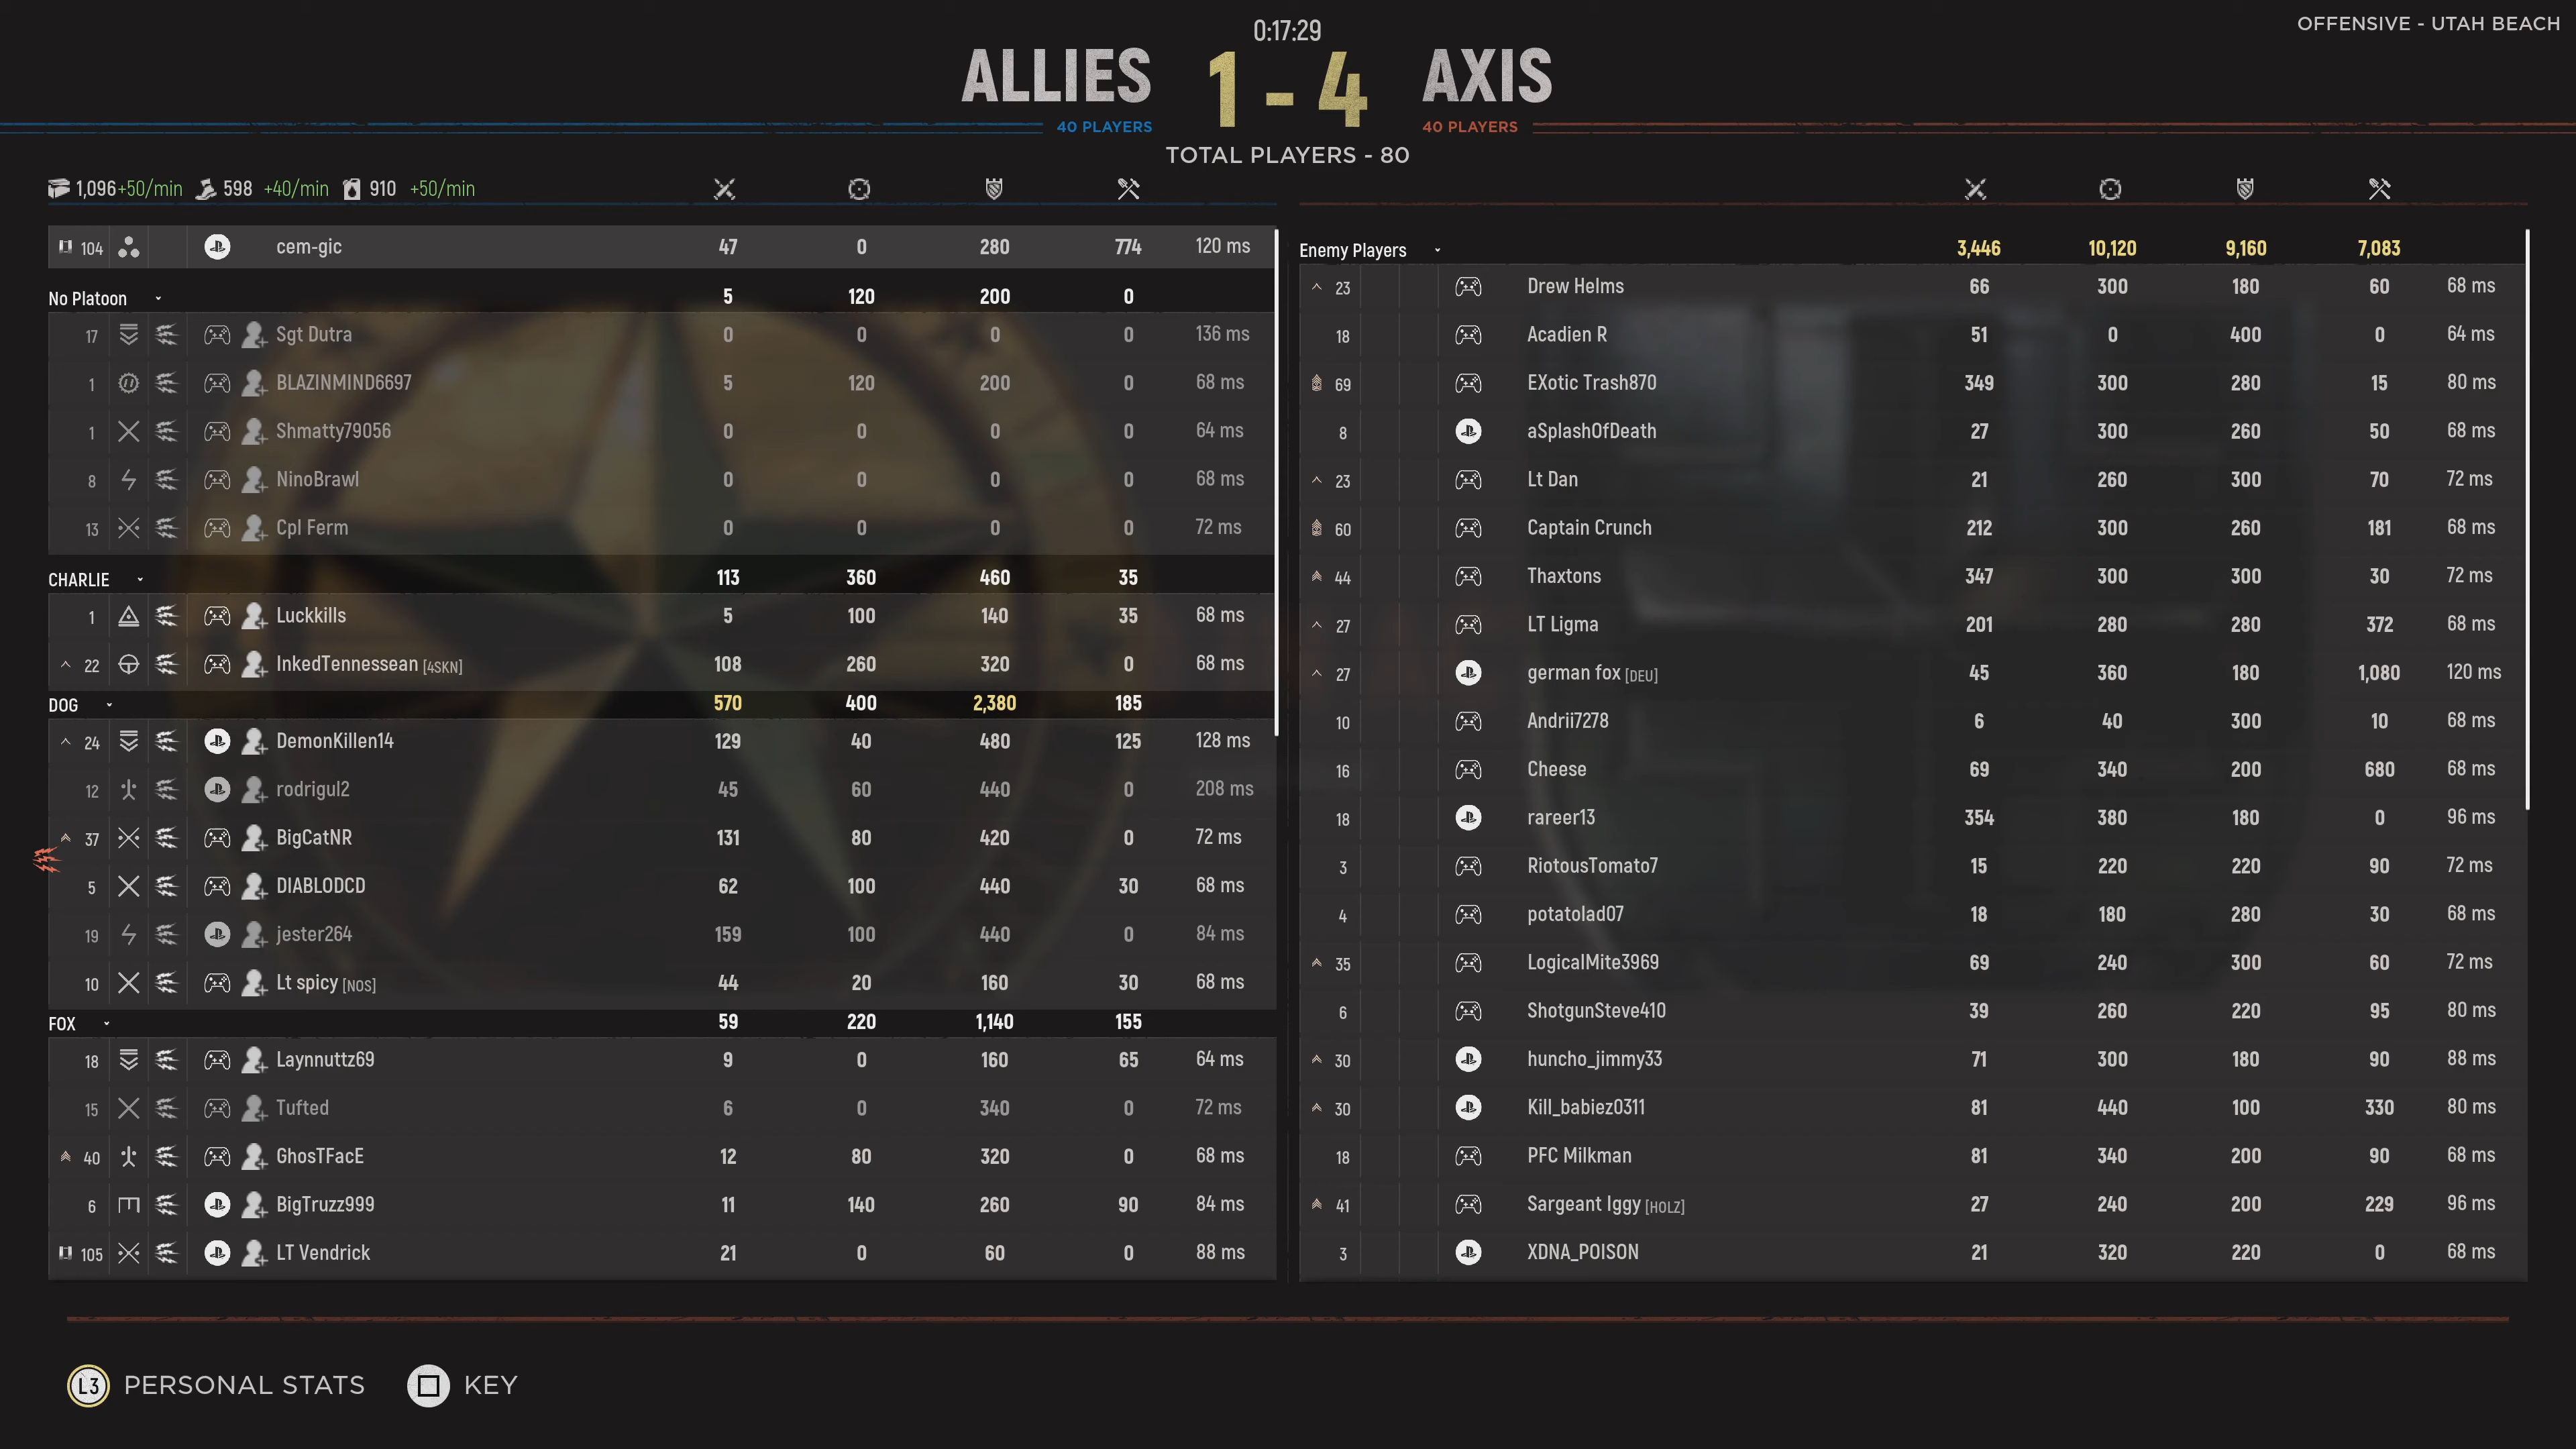 OFFENSIVE - UTAH BEACH
0:17:29
ALLIES 1 - 4 AXIS
40 PLAYERS 40 PLAYERS
TOTAL PLAYERS - 80
1,096 +50/min 598 +40/min 910 +50/min
104 cem-gic 47 0 280 774 120 ms
No Platoon 5 120 200 0
17 Sgt Dutra 0 0 0 0 136 ms
1 BLAZINMIND6697 5 120 200 0 68 ms
1 Shmatty79056 0 0 0 0 64 ms
8 NinoBrawl 0 0 0 0 68 ms
13 Cpl Ferm 0 0 0 0 72 ms
CHARLIE 113 360 460 35
1 Luckkills 5 100 140 35 68 ms
22 InkedTennessean [4SKN] 108 260 320 0 68 ms
DOG 570 400 2,380 185
24 DemonKillen14 129 40 480 125 128 ms
12 rodrigul2 45 60 440 0 208 ms
37 BigCatNR 131 80 420 0 72 ms
5 DIABLODCD 62 100 440 30 68 ms
19 jester264 159 100 440 0 84 ms
10 Lt spicy [NOS] 44 20 160 30 68 ms
FOX 59 220 1,140 155
18 Laynnuttz69 9 0 160 65 64 ms
15 Tufted 6 0 340 0 72 ms
40 GhosTFacE 12 80 320 0 68 ms
6 BigTruzz999 11 140 260 90 84 ms
105 LT Vendrick 21 0 60 0 88 ms
Enemy Players 3,446 10,120 9,160 7,083
23 Drew Helms 66 300 180 60 68 ms
18 Acadien R 51 0 400 0 64 ms
69 EXotic Trash870 349 300 280 15 80 ms
8 aSplashOfDeath 27 300 260 50 68 ms
23 Lt Dan 21 260 300 70 72 ms
60 Captain Crunch 212 300 260 181 68 ms
44 Thaxtons 347 300 300 30 72 ms
27 LT Ligma 201 280 280 372 68 ms
27 german fox [DEU] 45 360 180 1,080 120 ms
10 Andrii7278 6 40 300 10 68 ms
16 Cheese 69 340 200 680 68 ms
18 rareer13 354 380 180 0 96 ms
3 RiotousTomato7 15 220 220 90 72 ms
4 potatolad07 18 180 280 30 68 ms
35 LogicalMite3969 69 240 300 60 72 ms
6 ShotgunSteve410 39 260 220 95 80 ms
30 huncho_jimmy33 71 300 180 90 88 ms
30 Kill_babiez0311 81 440 100 330 80 ms
18 PFC Milkman 81 340 200 90 68 ms
41 Sargeant Iggy [HOLZ] 27 240 200 229 96 ms
3 XDNA_POISON 21 320 220 0 68 ms
L3 PERSONAL STATS KEY